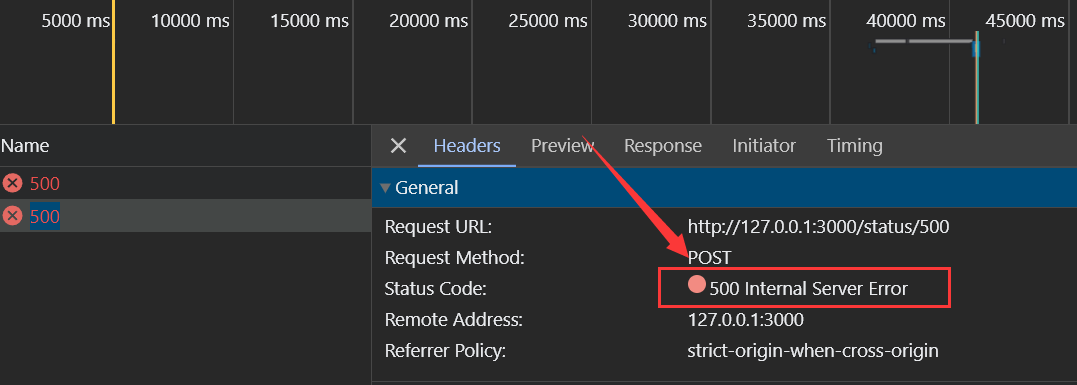 5000 ms 10000 ms 15000 ms 20000 ms 25000 ms 30000 ms 35000 ms 40000 ms 45000 ms
Name
500
500
Headers Preview Response Initiator Timing
General
Request URL: http://127.0.0.1:3000/status/500
Request Method: POST
Status Code: 500 Internal Server Error
Remote Address: 127.0.0.1:3000
Referrer Policy: strict-origin-when-cross-origin